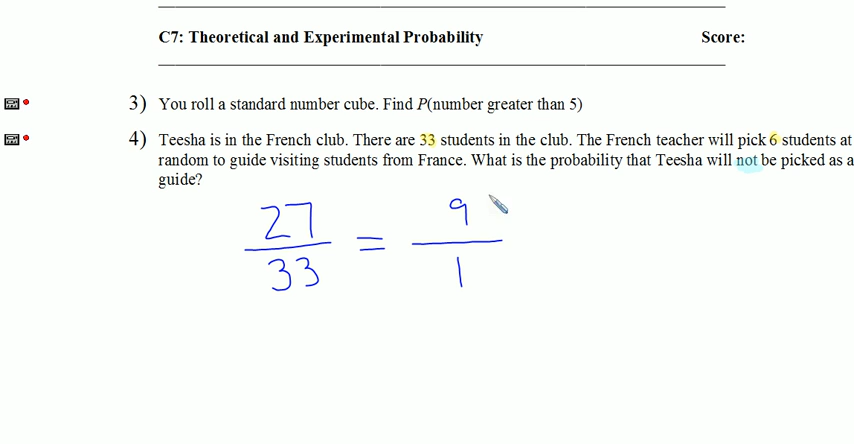 C7: Theoretical and Experimental Probability Score:
3) You roll a standard number cube. Find P(number greater than 5)
4) Teesha is in the French club. There are 33 students in the club. The French teacher will pick 6 students at
random to guide visiting students from France. What is the probability that Teesha will not be picked as a
guide?
27 9
= 
33 1